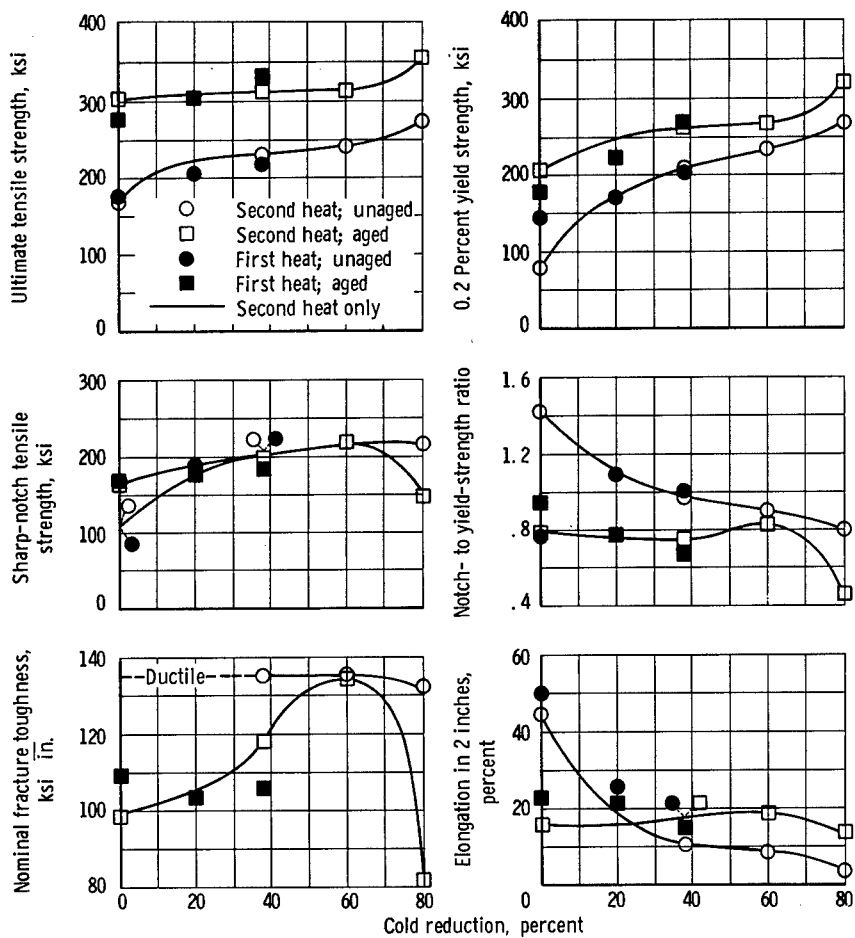 Ultimate tensile strength, ksi
400
300
200
100
0
Second heat; unaged
Second heat; aged
First heat; unaged
First heat; aged
Second heat only
0.2 Percent yield strength, ksi
400
300
200
100
0
Sharp-notch tensile
strength, ksi
300
200
100
0
Notch- to yield-strength ratio
1.6
1.2
.8
.4
Nominal fracture toughness,
ksi in.
140
120
100
80
Ductile
0 20 40 60 80
Elongation in 2 inches,
percent
60
40
20
0
0 20 40 60 80
Cold reduction, percent